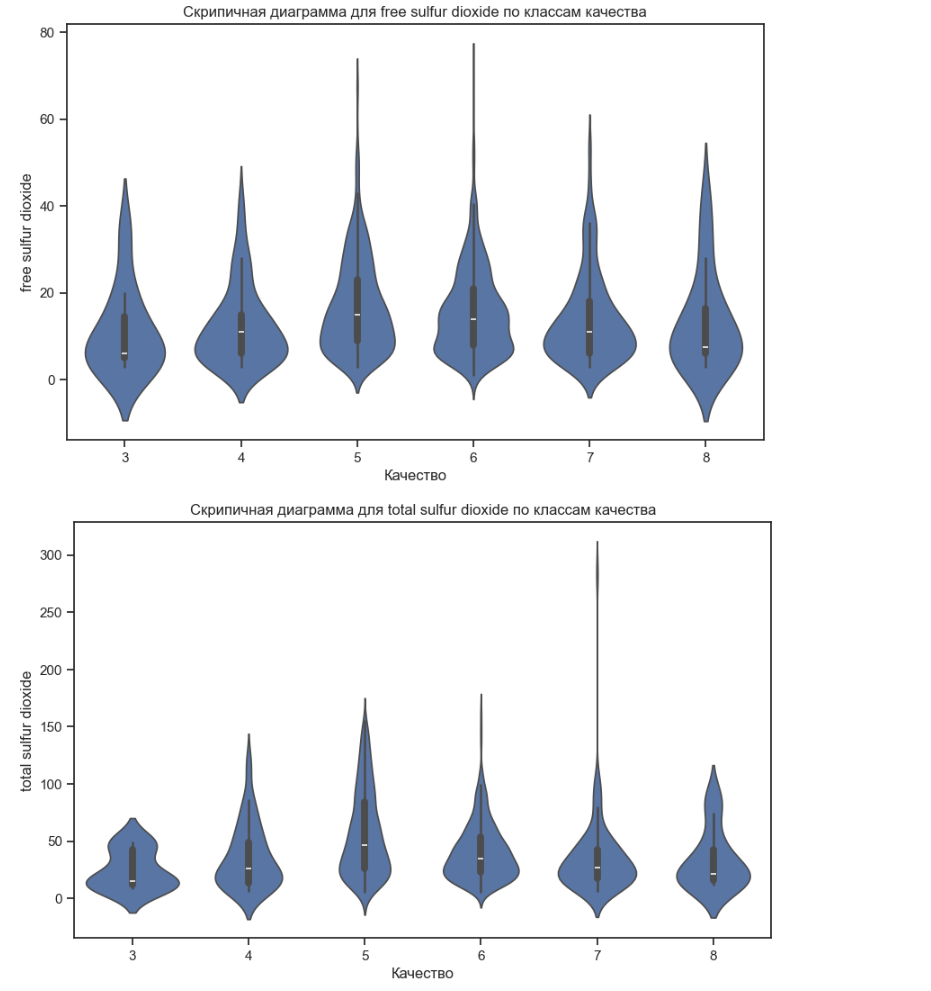 Скрипичная диаграмма для free sulfur dioxide по классам качества
80
60
40
20
0
free sulfur dioxide
3 4 5 6 7 8
Качество
Скрипичная диаграмма для total sulfur dioxide по классам качества
300
250
200
150
100
50
0
total sulfur dioxide
3 4 5 6 7 8
Качество